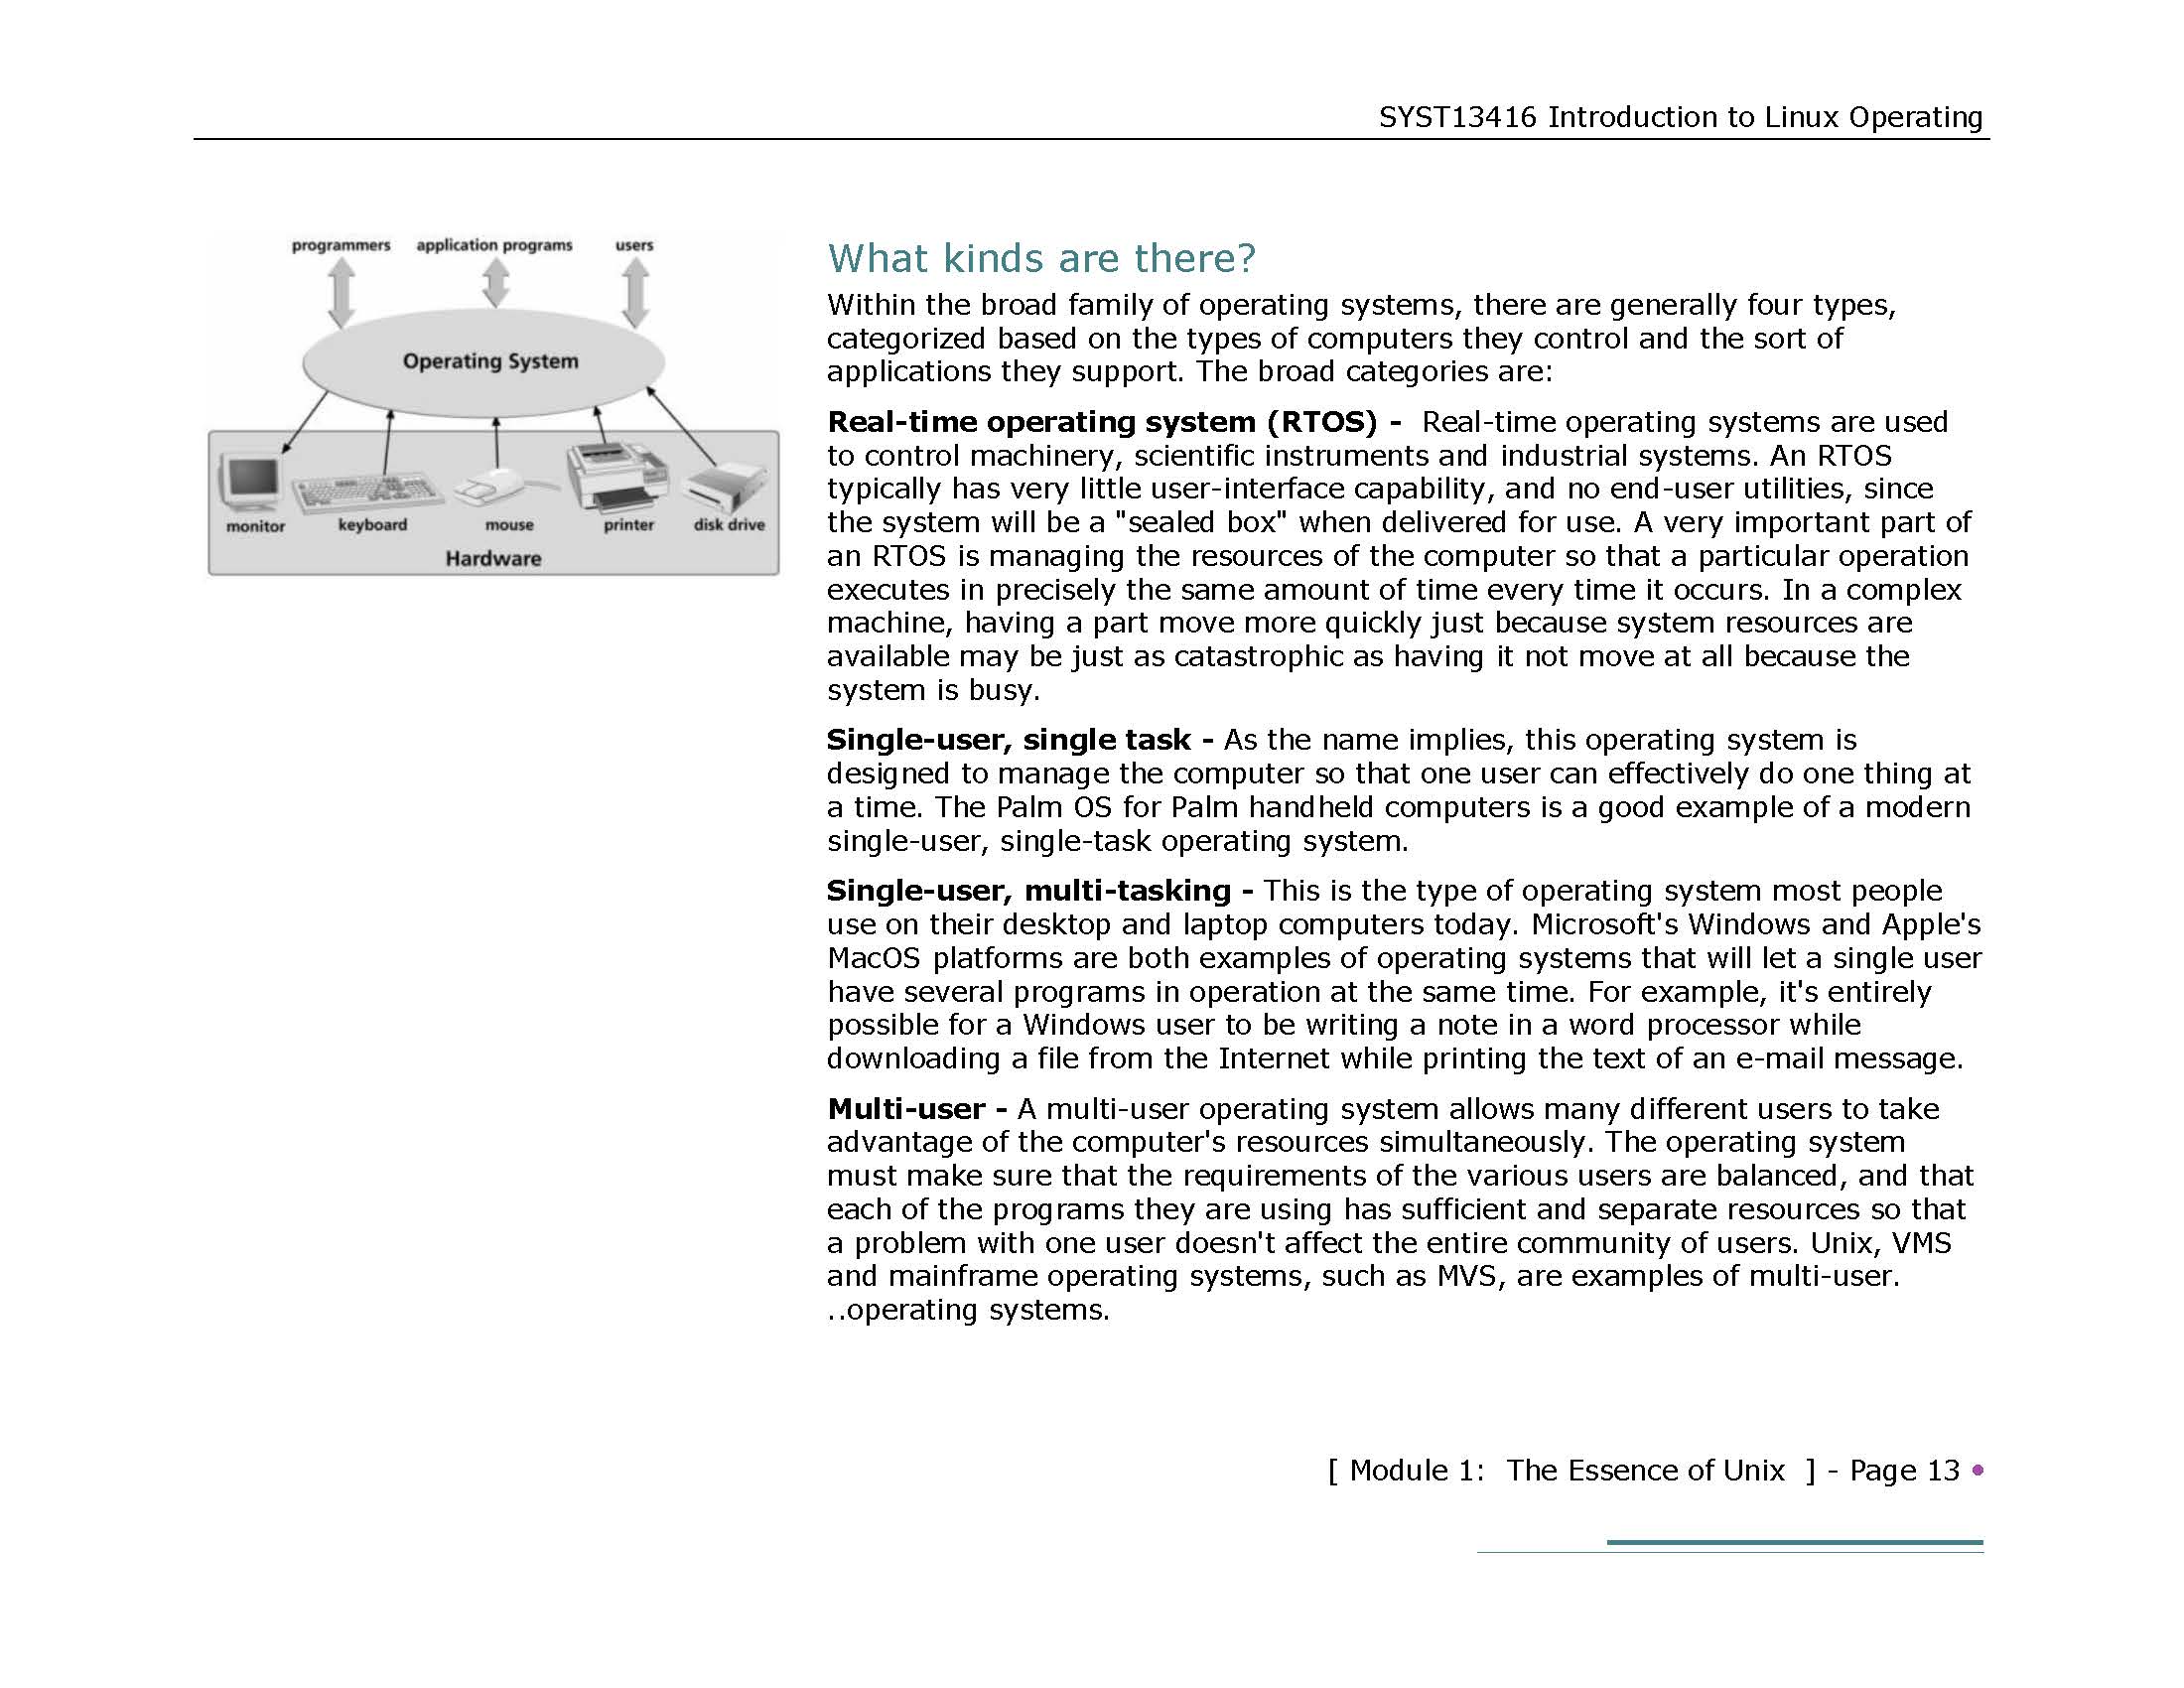 SYST13416 Introduction to Linux Operating
programmers application programs users
Operating System
monitor keyboard mouse printer disk drive
Hardware
What kinds are there?
Within the broad family of operating systems, there are generally four types,
categorized based on the types of computers they control and the sort of
applications they support. The broad categories are:
Real-time operating system (RTOS) - Real-time operating systems are used
to control machinery, scientific instruments and industrial systems. An RTOS
typically has very little user-interface capability, and no end-user utilities, since
the system will be a "sealed box" when delivered for use. A very important part of
an RTOS is managing the resources of the computer so that a particular operation
executes in precisely the same amount of time every time it occurs. In a complex
machine, having a part move more quickly just because system resources are
available may be just as catastrophic as having it not move at all because the
system is busy.
Single-user, single task - As the name implies, this operating system is
designed to manage the computer so that one user can effectively do one thing at
a time. The Palm OS for Palm handheld computers is a good example of a modern
single-user, single-task operating system.
Single-user, multi-tasking - This is the type of operating system most people
use on their desktop and laptop computers today. Microsoft's Windows and Apple's
MacOS platforms are both examples of operating systems that will let a single user
have several programs in operation at the same time. For example, it's entirely
possible for a Windows user to be writing a note in a word processor while
downloading a file from the Internet while printing the text of an e-mail message.
Multi-user - A multi-user operating system allows many different users to take
advantage of the computer's resources simultaneously. The operating system
must make sure that the requirements of the various users are balanced, and that
each of the programs they are using has sufficient and separate resources so that
a problem with one user doesn't affect the entire community of users. Unix, VMS
and mainframe operating systems, such as MVS, are examples of multi-user.
..operating systems.
[ Module 1: The Essence of Unix ] - Page 13 •